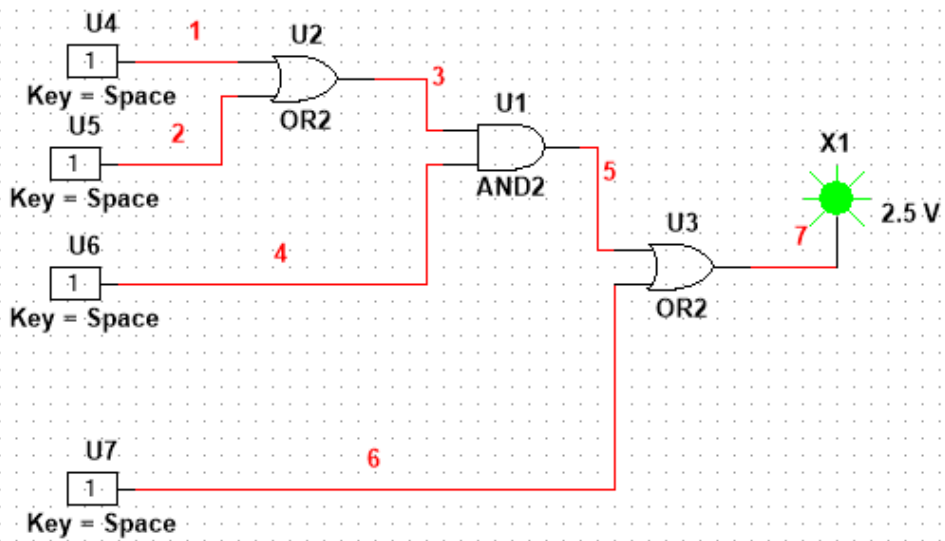 U4
1
1
Key = Space
U2
OR2
3
U5
1
2
Key = Space
U1
AND2
5
X1
2.5 V
7
U6
1
4
Key = Space
U3
OR2
U7
1
6
Key = Space